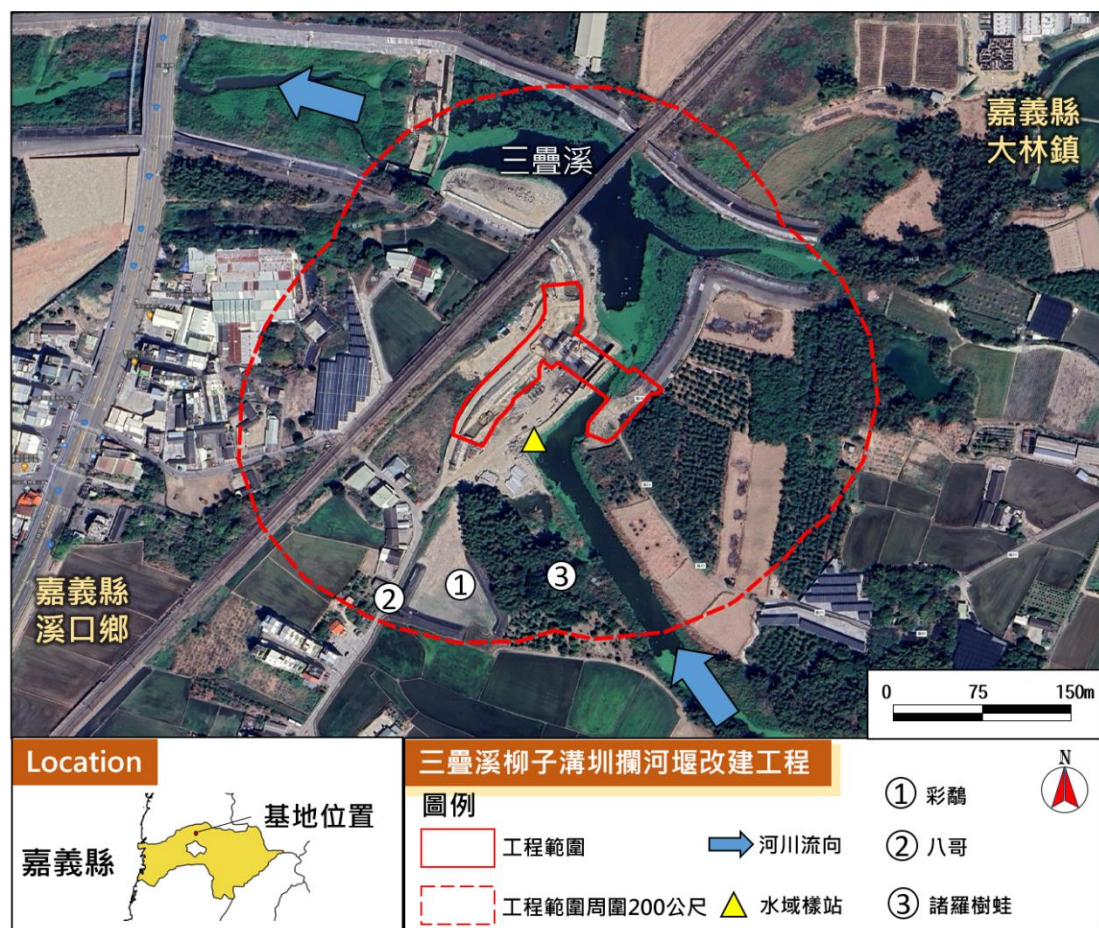 三疊溪
嘉義縣
大林鎮
嘉義縣
溪口鄉
①
②
③
0 75 150m
Location
基地位置
嘉義縣
三疊溪柳子溝圳攔河堰改建工程
圖例
工程範圍
河川流向
工程範圍周圍200公尺
水域樣站
① 彩鷸
② 八哥
③ 諸羅樹蛙
N